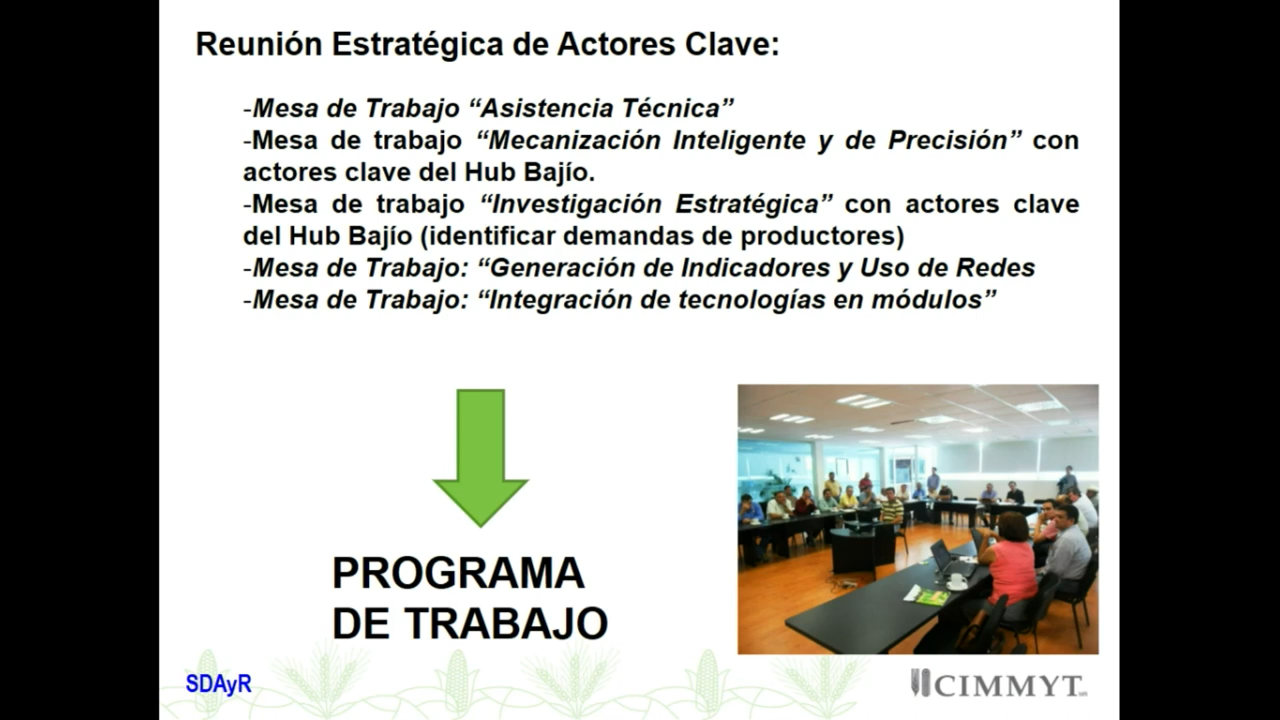 Reunión Estratégica de Actores Clave:
-Mesa de Trabajo “Asistencia Técnica”
-Mesa de trabajo “Mecanización Inteligente y de Precisión” con
actores clave del Hub Bajío.
-Mesa de trabajo “Investigación Estratégica” con actores clave
del Hub Bajío (identificar demandas de productores)
-Mesa de Trabajo: “Generación de Indicadores y Uso de Redes
-Mesa de Trabajo: “Integración de tecnologías en módulos”
PROGRAMA
DE TRABAJO
SDAyR
CIMMYT